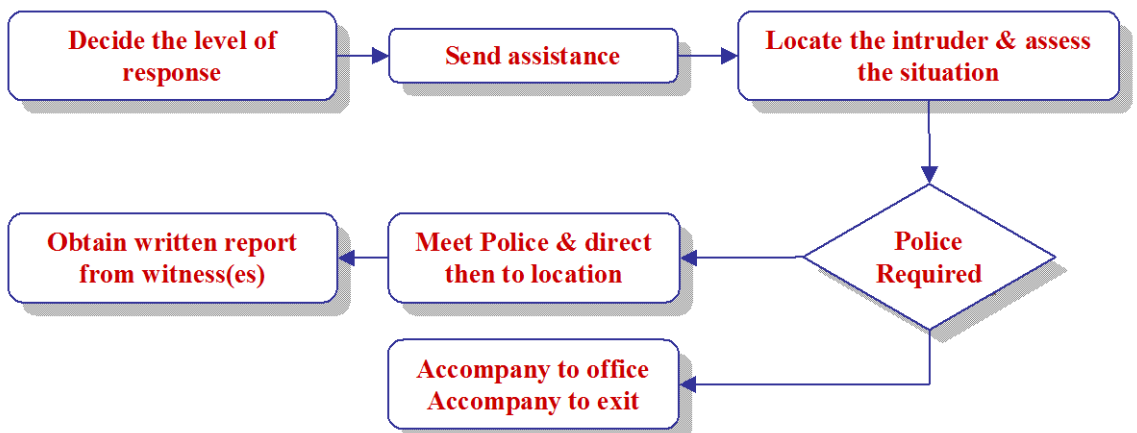 Decide the level of
response
Send assistance
Locate the intruder & assess
the situation
Police
Required
Meet Police & direct
then to location
Obtain written report
from witness(es)
Accompany to office
Accompany to exit